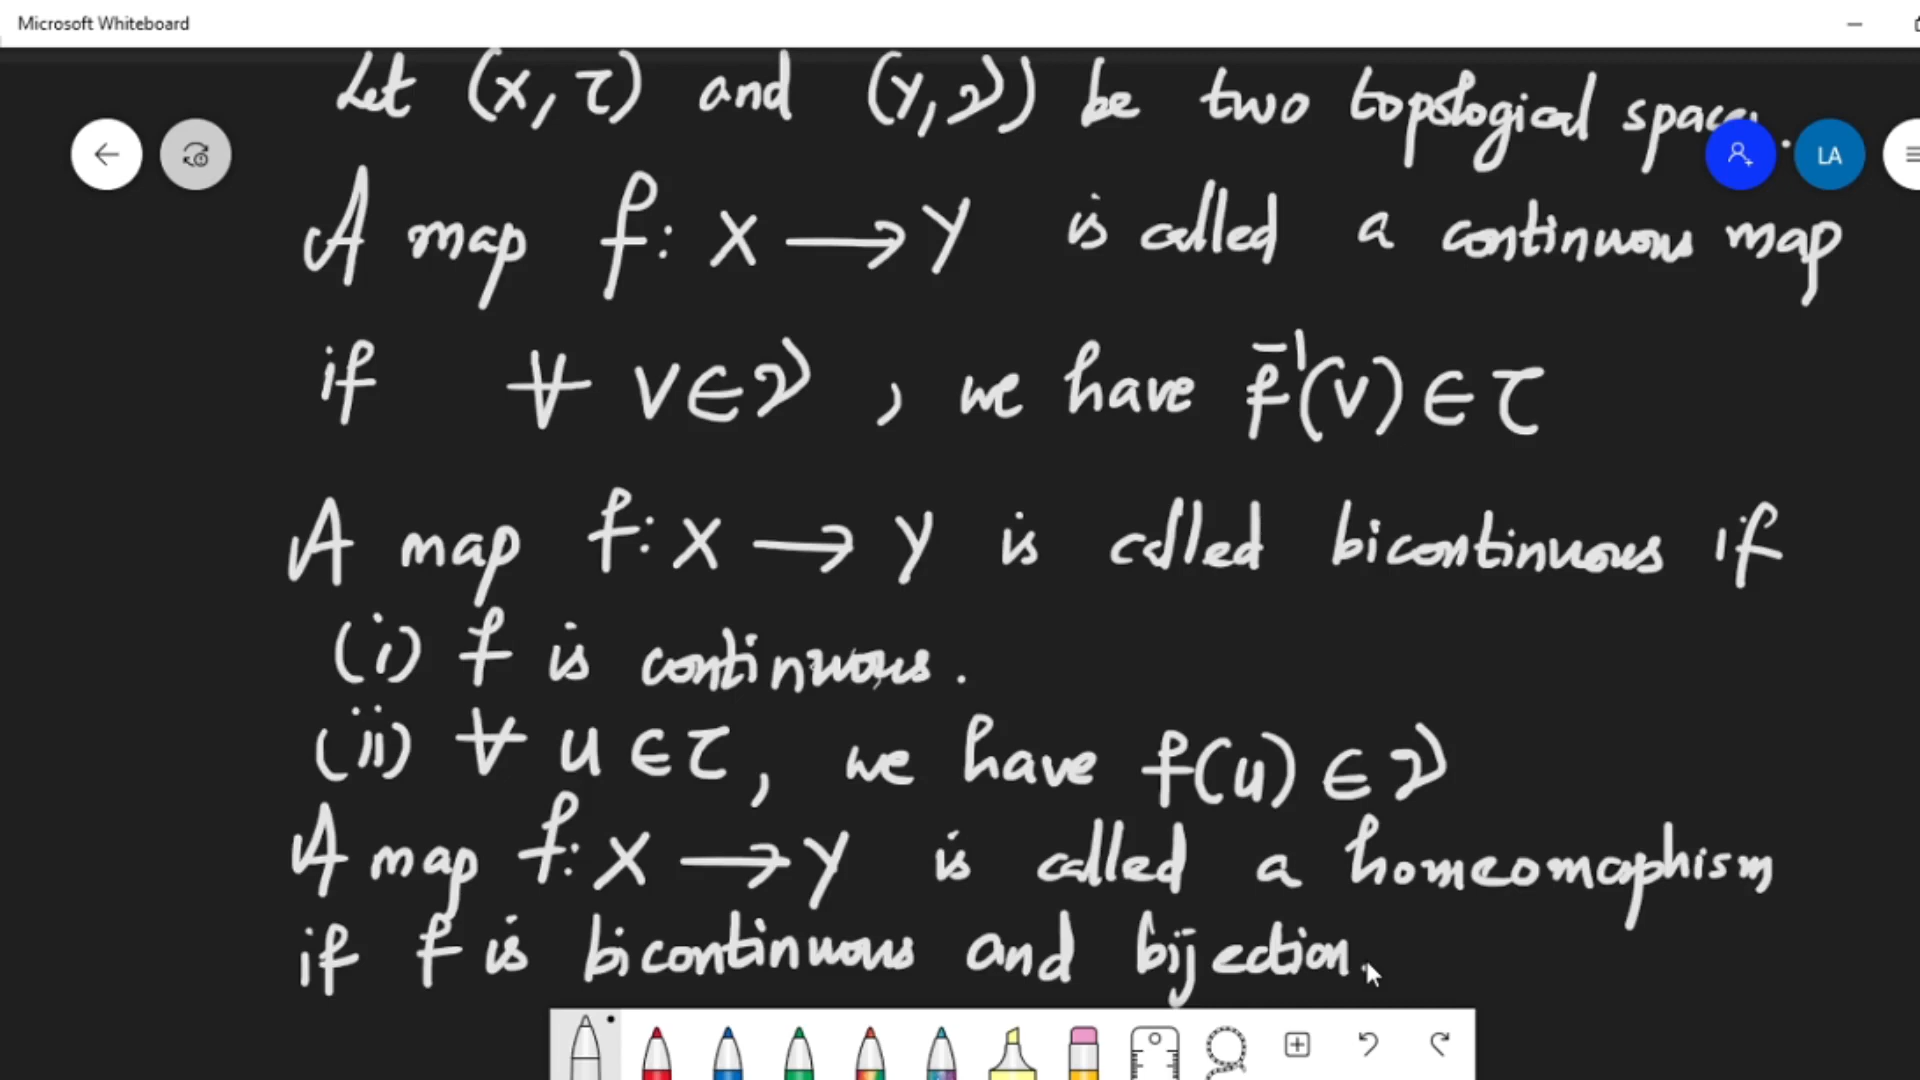 Microsoft Whiteboard
Let (X, τ) and (Y, ν)) be two topological spaces.
LA
A map f: X ⟶ Y is called a continuous map
if ∀ V∈ν, we have f⁻¹(V) ∈ τ
A map f: X ⟶ Y is called bicontinuous if
(i) f is continuous.
(ii) ∀ U ∈ τ, we have f(U) ∈ ν
A map f: X ⟶ Y is called a homeomorphism
if f is bicontinuous and bijection.